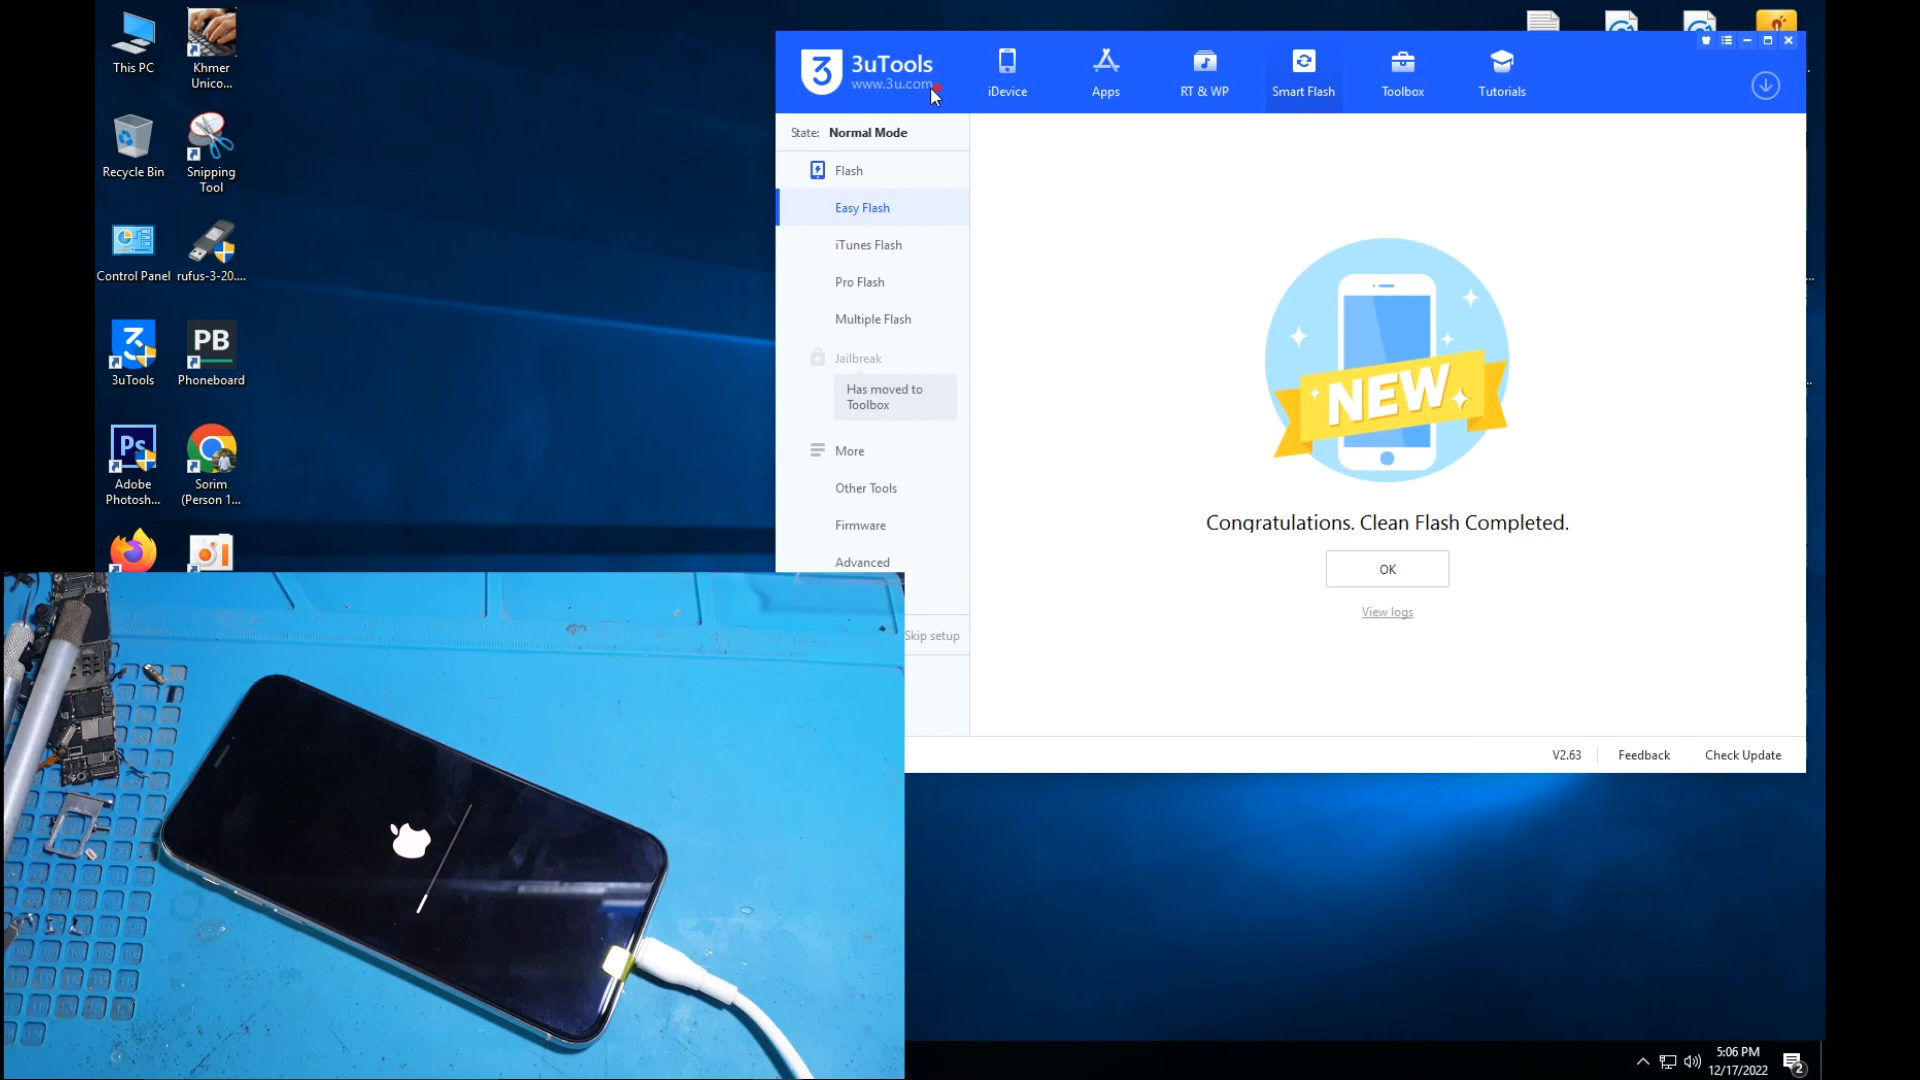 This PC
Khmer
Unico...
Recycle Bin
Snipping
Tool
Control Panel
rufus-3-20....
3uTools
PB
Phoneboard
Ps
Adobe
Photosh...
Sorim
(Person 1...
3
3uTools
www.3u.com
iDevice
Apps
RT & WP
Smart Flash
Toolbox
Tutorials
State: Normal Mode
Flash
Easy Flash
iTunes Flash
Pro Flash
Multiple Flash
Jailbreak
Has moved to
Toolbox
More
Other Tools
Firmware
Advanced
Skip setup
NEW
Congratulations. Clean Flash Completed.
OK
View logs
V2.63
Feedback
Check Update
5:06 PM
12/17/2022
2